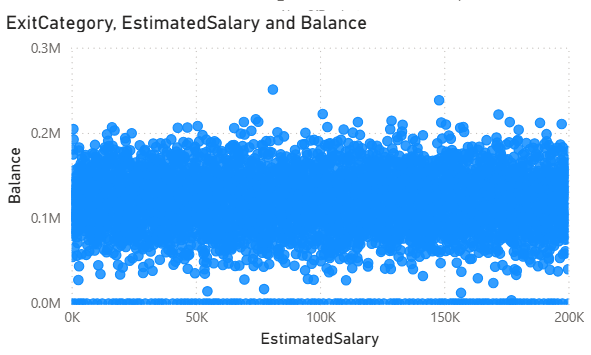 ExitCategory, EstimatedSalary and Balance
0.3M
0.2M
0.1M
0.0M
Balance
0K 50K 100K 150K 200K
EstimatedSalary